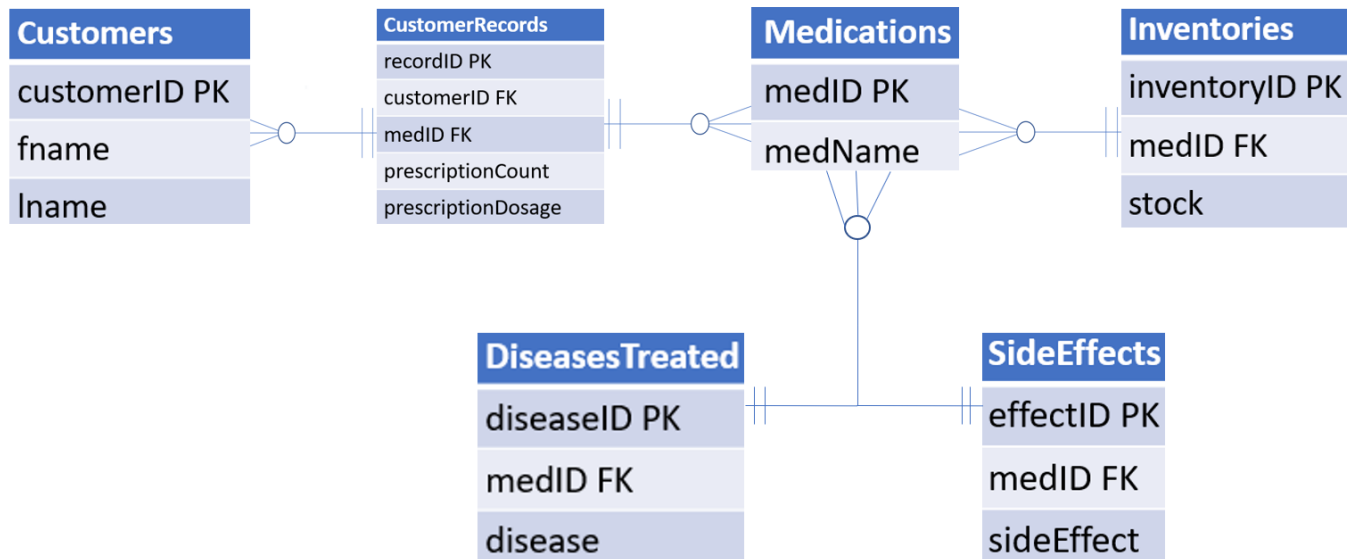 Customers
customerID PK
fname
lname
CustomerRecords
recordID PK
customerID FK
medID FK
prescriptionCount
prescriptionDosage
Medications
medID PK
medName
Inventories
inventoryID PK
medID FK
stock
DiseasesTreated
diseaseID PK
medID FK
disease
SideEffects
effectID PK
medID FK
sideEffect